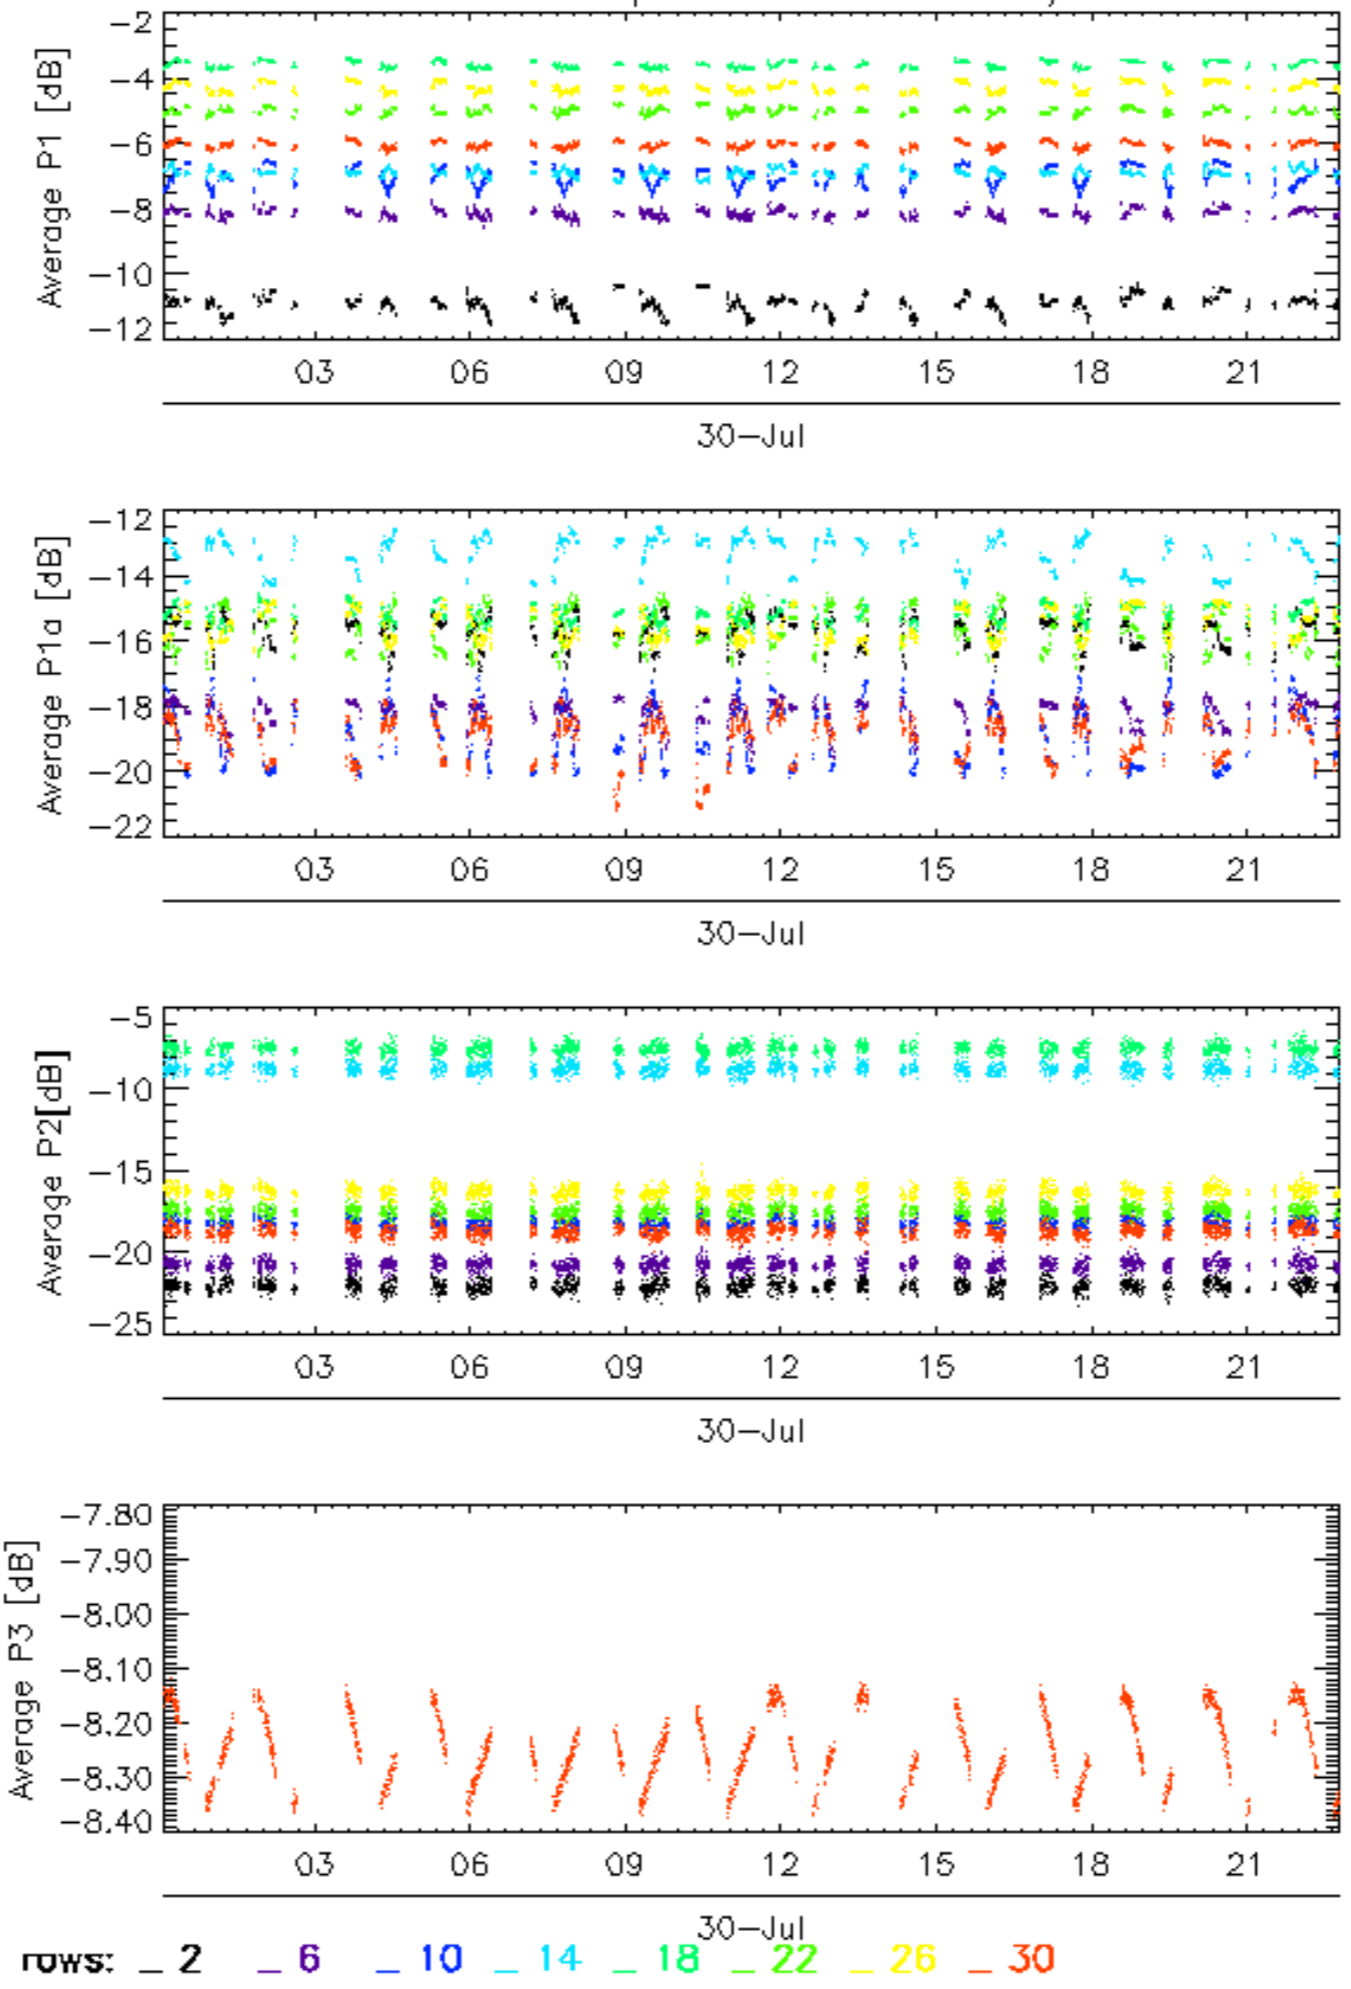 -2
-4
-6
-8
-10
-12
Average P1 [dB]
03 06 09 12 15 18 21
30-Jul
-12
-14
-16
-18
-20
-22
Average P1a [dB]
03 06 09 12 15 18 21
30-Jul
-5
-10
-15
-20
-25
Average P2[dB]
03 06 09 12 15 18 21
30-Jul
-7.80
-7.90
-8.00
-8.10
-8.20
-8.30
-8.40
Average P3 [dB]
03 06 09 12 15 18 21
30-Jul
rows: _ 2 _ 6 _ 10 _ 14 _ 18 _ 22 _ 26 _ 30